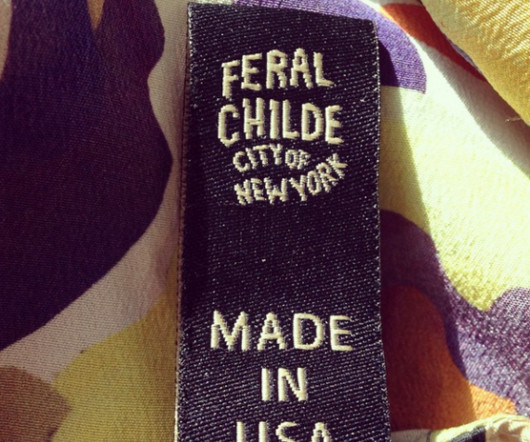 FERAL
CHILDE
CITY OF
NEW YORK
MADE
IN
USA